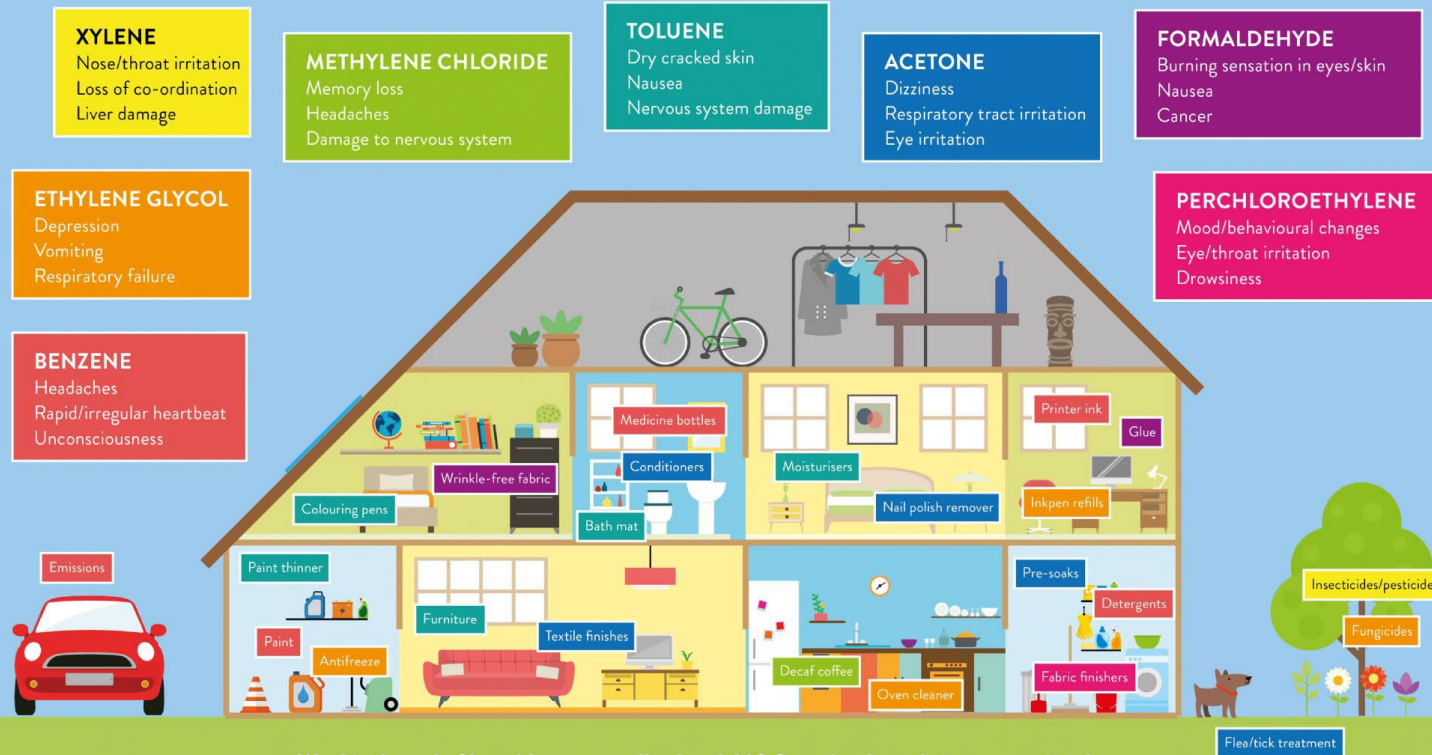 XYLENE
Nose/throat irritation
Loss of co-ordination
Liver damage
METHYLENE CHLORIDE
Memory loss
Headaches
Damage to nervous system
TOLUENE
Dry cracked skin
Nausea
Nervous system damage
ACETONE
Dizziness
Respiratory tract irritation
Eye irritation
FORMALDEHYDE
Burning sensation in eyes/skin
Nausea
Cancer
ETHYLENE GLYCOL
Depression
Vomiting
Respiratory failure
PERCHLOROETHYLENE
Mood/behavioural changes
Eye/throat irritation
Drowsiness
BENZENE
Headaches
Rapid/irregular heartbeat
Unconsciousness
Wrinkle-free fabric
Colouring pens
Medicine bottles
Conditioners
Bath mat
Moisturisers
Nail polish remover
Printer ink
Glue
Inkpen refills
Emissions
Paint thinner
Paint
Antifreeze
Furniture
Textile finishes
Decaf coffee
Oven cleaner
Pre-soaks
Detergents
Fabric finishers
Insecticides/pesticide
Fungicides
Flea/tick treatment